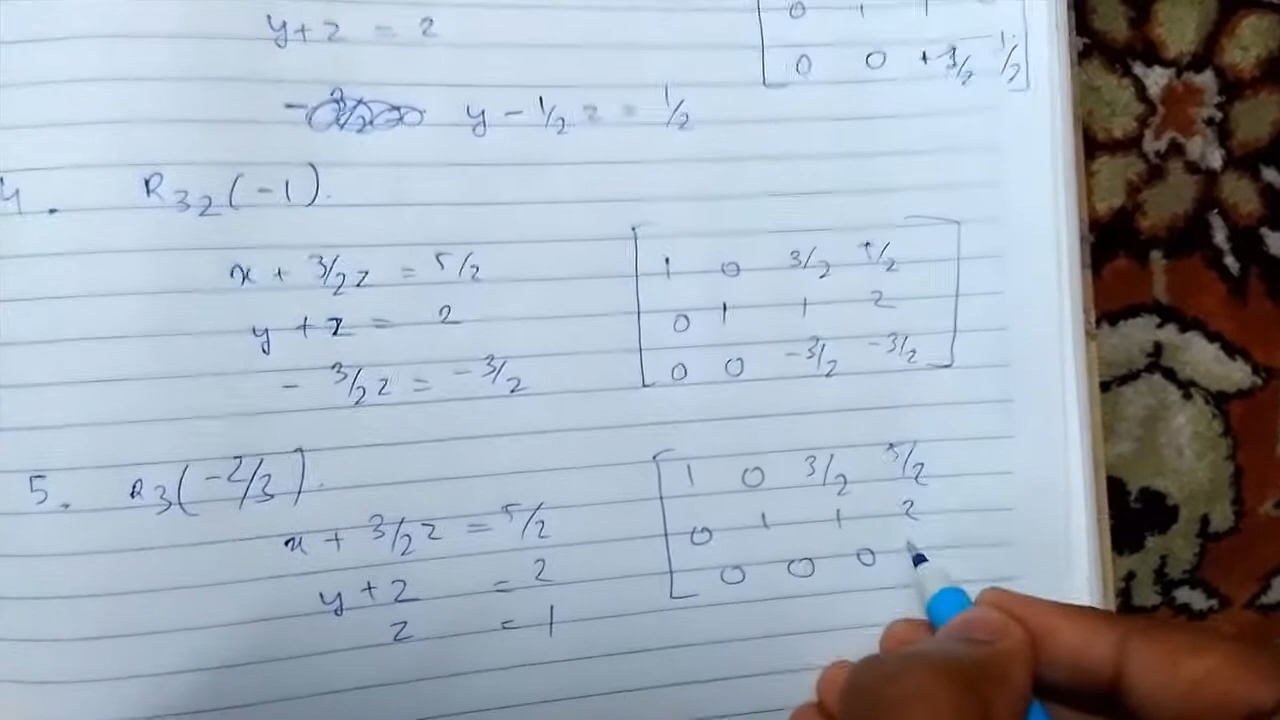 y + z = 2
0 1 1
0 0 + 3/2 1/2
y - 1/2 z = 1/2
4. R32(-1).
x + 3/2 z = 5/2
1 0 3/2 5/2
y + z = 2
0 1 1 2
- 3/2 z = -3/2
0 0 -3/2 -3/2
5. R3(-2/3).
1 0 3/2 5/2
x + 3/2 z = 5/2
0 1 1 2
y + z = 2
0 0 0
z = 1